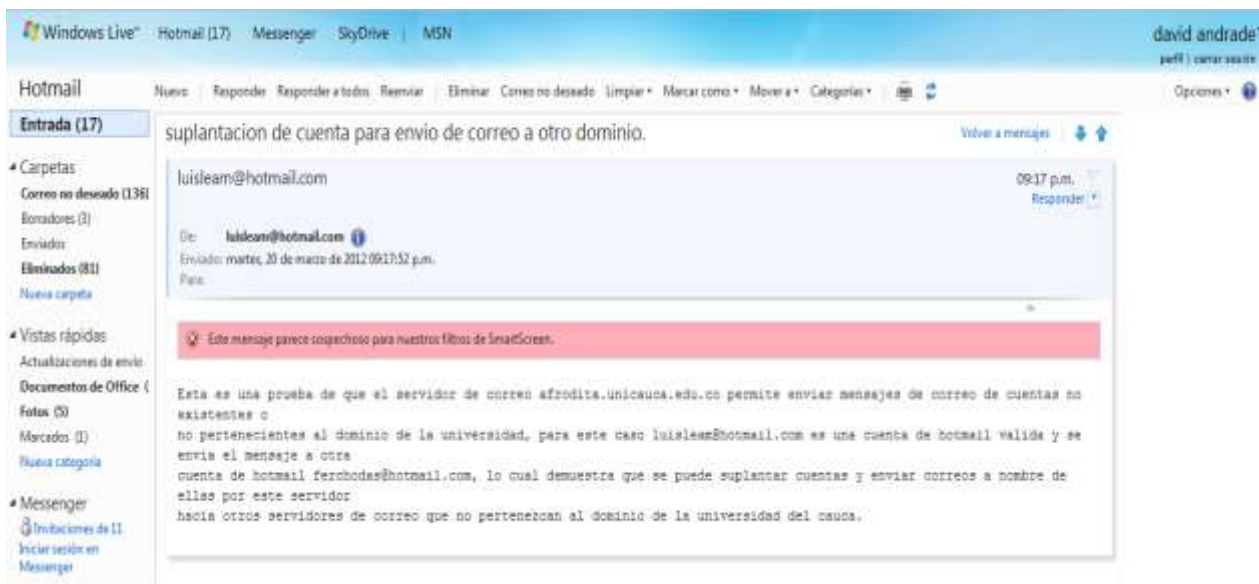 Windows Live™ Hotmail (17) Messenger SkyDrive | MSN
david andrade
perfil | cerrar sesión
Hotmail
Nuevo Responder Responder a todos Reenviar Eliminar Correo no deseado Limpiar Marcar como Mover a Categorías
Opciones
Entrada (17)
Carpetas
Correo no deseado (136)
Borradores (3)
Enviados
Eliminados (81)
Nueva carpeta
Vistas rápidas
Actualizaciones de envío
Documentos de Office (
Fotos (5)
Marcados (1)
Nueva categoría
Messenger
Invitaciones de 11
Iniciar sesión en
Messenger
suplantacion de cuenta para envio de correo a otro dominio.
Volver a mensajes
luisleam@hotmail.com
09:17 p.m.
Responder
De: luisleam@hotmail.com
Enviado: martes, 20 de marzo de 2012 09:17:52 p.m.
Para:
Este mensaje parece sospechoso para nuestros filtros de SmartScreen.
Esta es una prueba de que el servidor de correo afrodita.unicauca.edu.co permite enviar mensajes de correo de cuentas no
existentes o
no pertenecientes al dominio de la universidad, para este caso luisleam@hotmail.com es una cuenta de hotmail valida y se
envia el mensaje a otra
cuenta de hotmail ferchodas@hotmail.com, lo cual demuestra que se puede suplantar cuentas y enviar correos a nombre de
ellas por este servidor
hacia otros servidores de correo que no pertenezcan al dominio de la universidad del cauca.